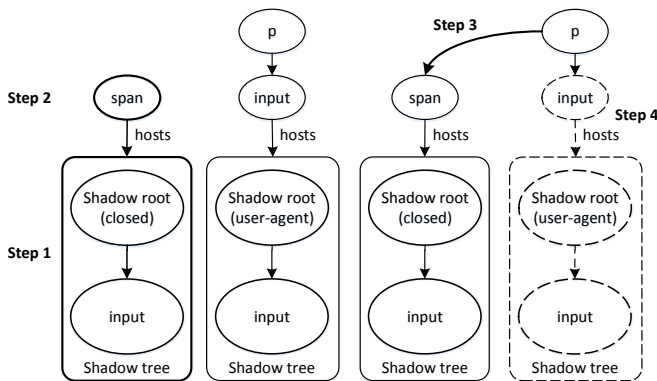 p
Step 3
p
Step 2
span
input
span
input
Step 4
hosts
hosts
hosts
hosts
Shadow root
(closed)
Shadow root
(user-agent)
Shadow root
(closed)
Shadow root
(user-agent)
Step 1
input
input
input
input
Shadow tree
Shadow tree
Shadow tree
Shadow tree